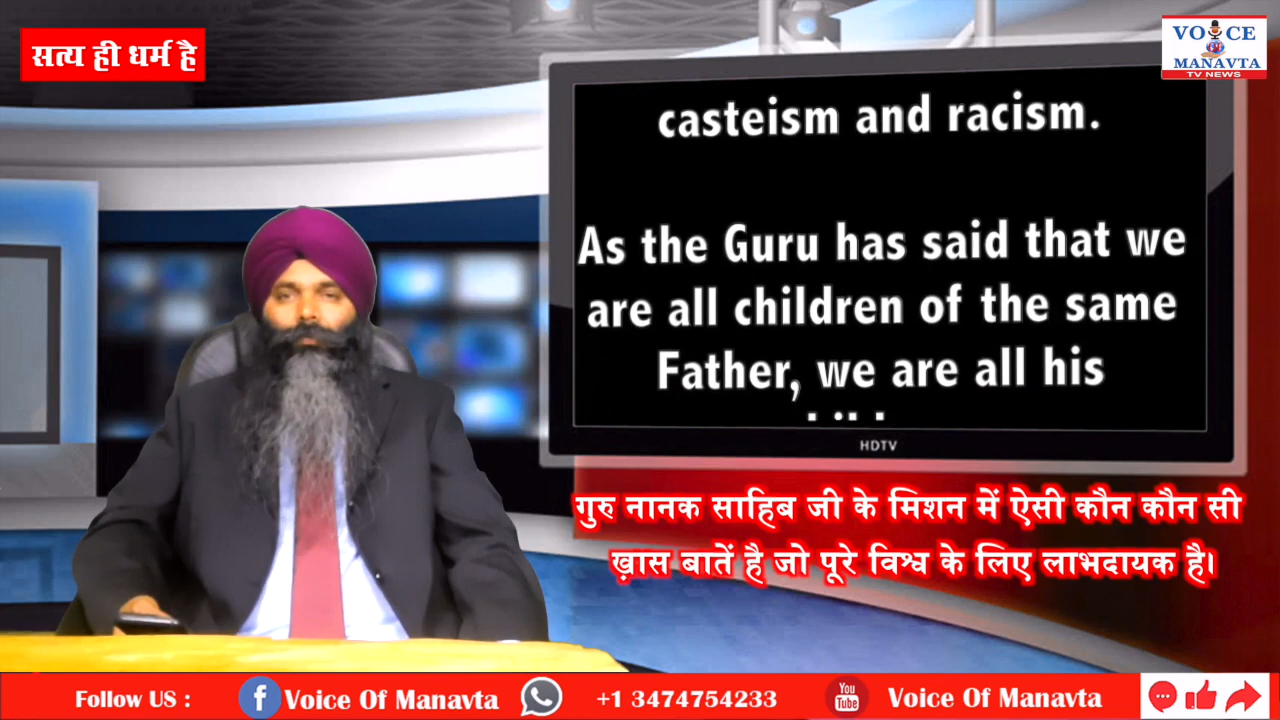 सत्य ही धर्म है
VOICE
OF
MANAVTA
TV NEWS
casteism and racism.
As the Guru has said that we
are all children of the same
Father, we are all his
HDTV
गुरु नानक साहिब जी के मिशन में ऐसी कौन कौन सी
ख़ास बातें है जो पूरे विश्व के लिए लाभदायक है।
Follow US : Voice Of Manavta +1 3474754233 You Tube Voice Of Manavta